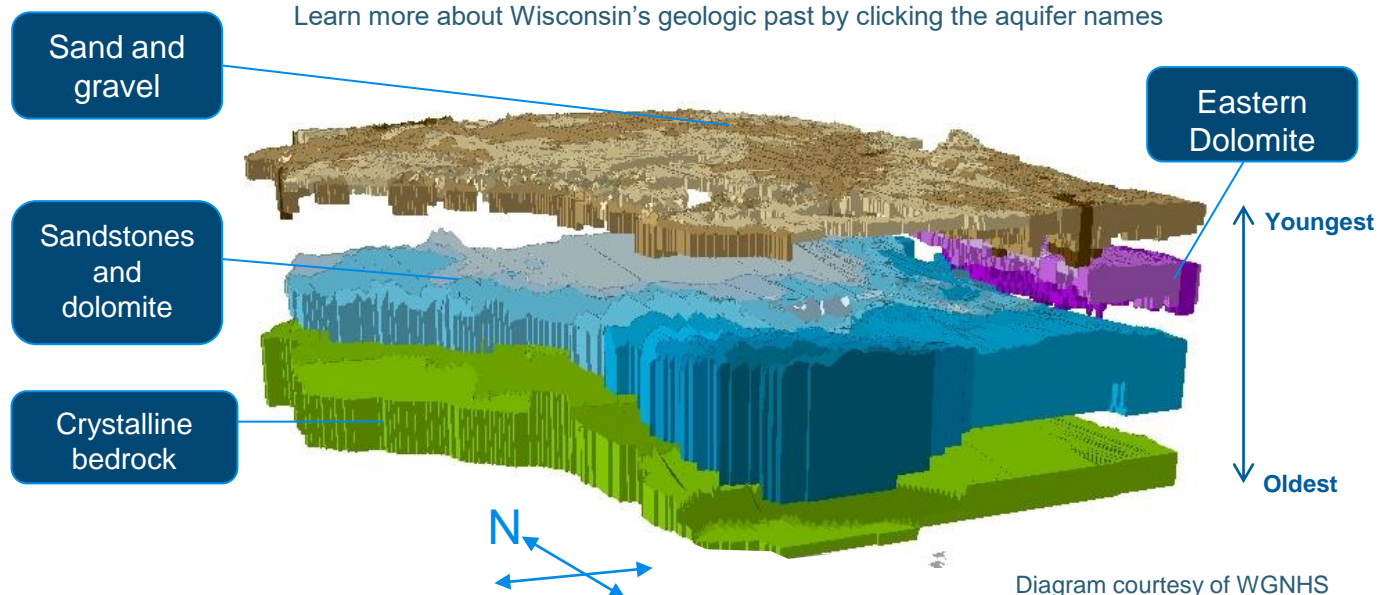 Learn more about Wisconsin’s geologic past by clicking the aquifer names
Sand and
gravel
Eastern
Dolomite
Sandstones
and
dolomite
Youngest
Crystalline
bedrock
Oldest
N
Diagram courtesy of WGNHS